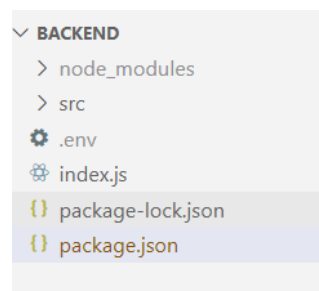 BACKEND
node_modules
src
.env
index.js
package-lock.json
package.json